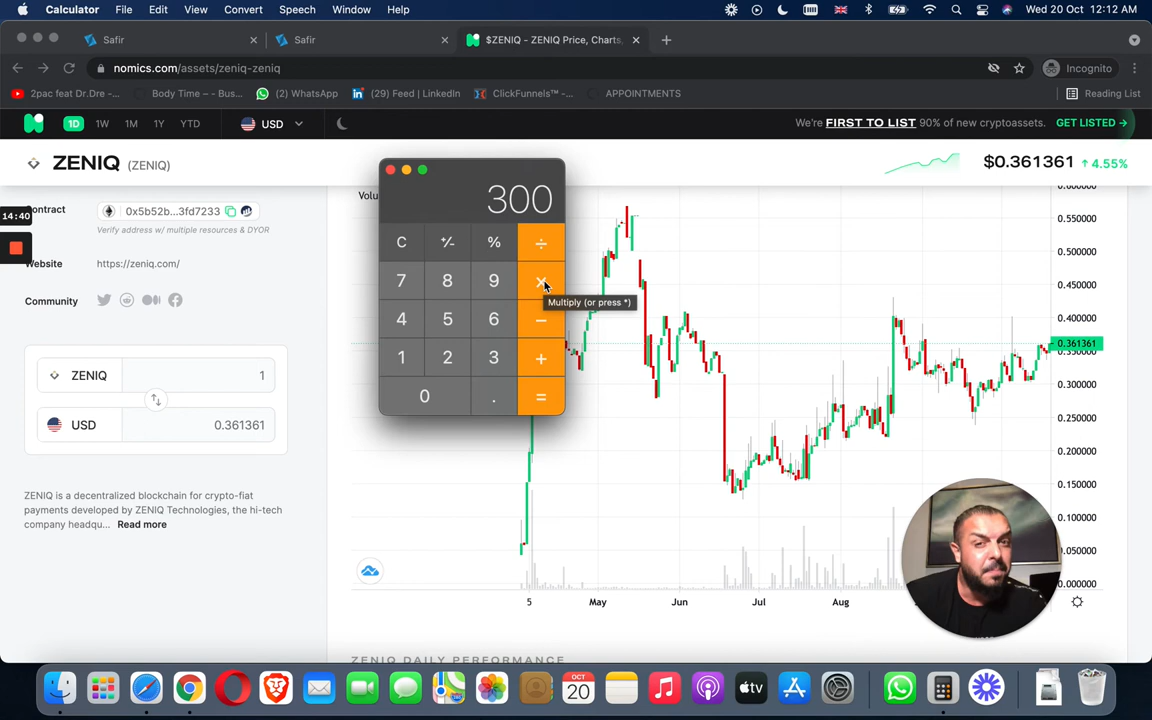 Calculator File Edit View Convert Speech Window Help Wed 20 Oct 12:12 AM
Safir Safir $ZENIQ - ZENIQ Price, Charts,
nomics.com/assets/zeniq-zeniq Incognito
2pac feat Dr.Dre -... Body Time – - Bus... (2) WhatsApp (29) Feed | LinkedIn ClickFunnels™ -... APPOINTMENTS Reading List
1D 1W 1M 1Y YTD USD We're FIRST TO LIST 90% of new cryptoassets. GET LISTED →
ZENIQ (ZENIQ) $0.361361 ↑ 4.55%
Volu
300
C +/- % ÷
7 8 9 ×
Multiply (or press *)
4 5 6 −
1 2 3 +
0 . =
14:40
ontract 0x5b52b...3fd7233
Verify address w/ multiple resources & DYOR
Website https://zeniq.com/
Community
ZENIQ 1
USD 0.361361
ZENIQ is a decentralized blockchain for crypto-fiat
payments developed by ZENIQ Technologies, the hi-tech
company headqu... Read more
0.600000
0.550000
0.500000
0.450000
0.400000
0.361361
0.350000
0.300000
0.250000
0.200000
0.150000
0.100000
.050000
0.000000
5 May Jun Jul Aug
ZENIQ DAILY PERFORMANCE
OCT
20
tv